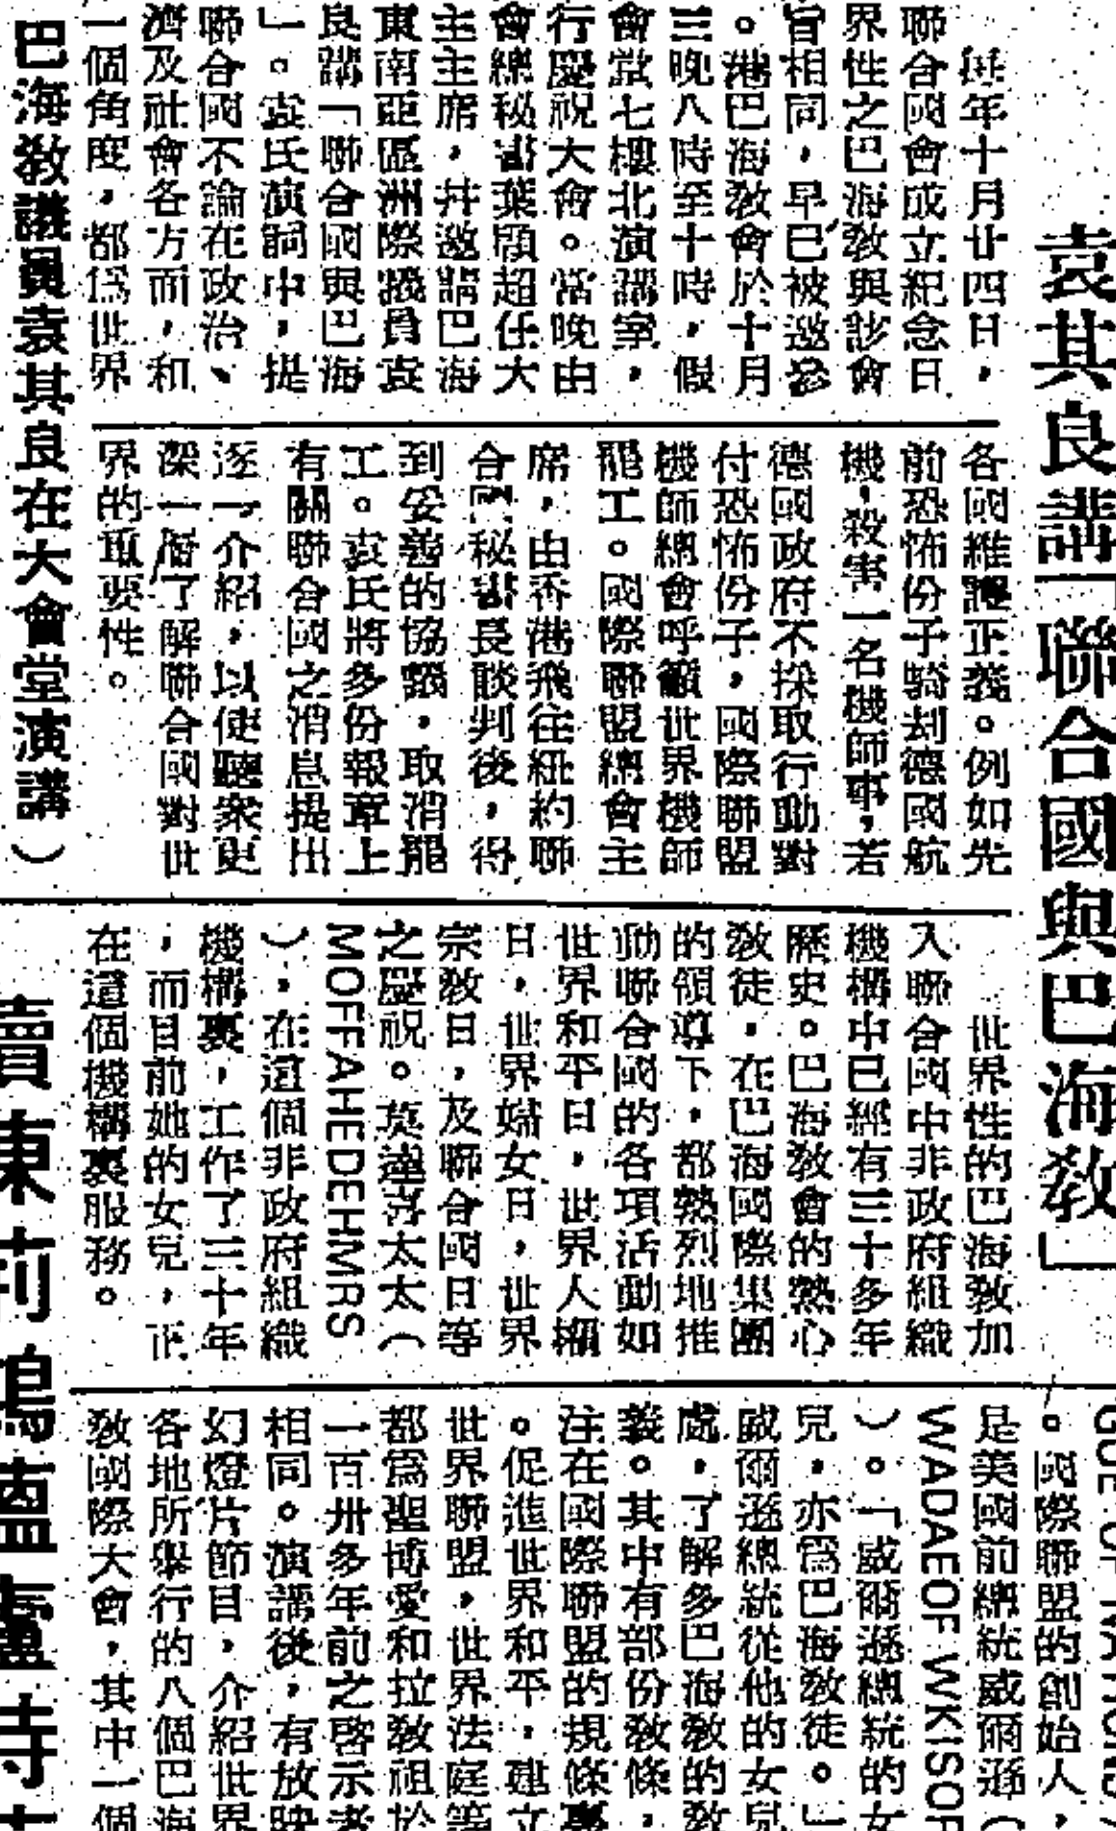 袁其良講「聯合國與巴海教」
每年十月廿四日，
聯合國會成立紀念日
界性之巴海教與該會
旨相同，早已被邀參
。港巴海教會於十月
三晚八時至十時，假
會堂七樓北演講室，
行慶祝大會。當晚由
會總秘書葉顯超任大
主主席，并邀請巴海
東南亞區洲際議員袁
良講「聯合國與巴海
」。袁氏演詞中，提
聯合國不論在政治、
濟及社會各方面，和
一個角度，都爲世界
各國維護正義。例如先
前恐怖份子騎刧德國航
機，殺害一名機師事，若
德國政府不採取行動對
付恐怖份子，國際聯盟
機師總會呼籲世界機師
罷工。國際聯盟總會主
席，由香港飛往紐約聯
合國秘書長談判後，得
到妥善的協議，取消罷
工。袁氏將多份報章上
有關聯合國之消息提出
逐一介紹，以使聽衆更
深一層了解聯合國對世
界的重要性。
巴海教議員袁其良在大會堂演講）
世界性的巴海教加
入聯合國中非政府組織
機構中已經有三十多年
歷史。巴海教會的熱心
敎徒，在巴海國際集團
的領導下，都熱烈地推
動聯合國的各項活動如
世界和平日，世界人權
日，世界婦女日，世界
宗敎日，及聯合國日等
之慶祝。莫達喜太太（
MOFFAHEDEHMRS
），在這個非政府組織
機構裏，工作了三十年
，而目前她的女兒，正
在這個機構裏服務。
。國際聯盟的創始人，
是美國前總統威爾遜（
WADAEOF WKISOF
）。「威爾遜總統的女
兒，亦爲巴海敎徒。」
威爾遜總統從他的女兒
處，了解多巴海敎的敎
義。其中有部份敎條，
注在國際聯盟的規條裏
。促進世界和平，建立
世界聯盟，世界法庭等
都爲聖博愛和拉敎祖於
一百卅多年前之啓示者
相同。演講後，有放映
幻燈片節目，介紹世界
各地所舉行的八個巴海
敎國際大會，其中一個